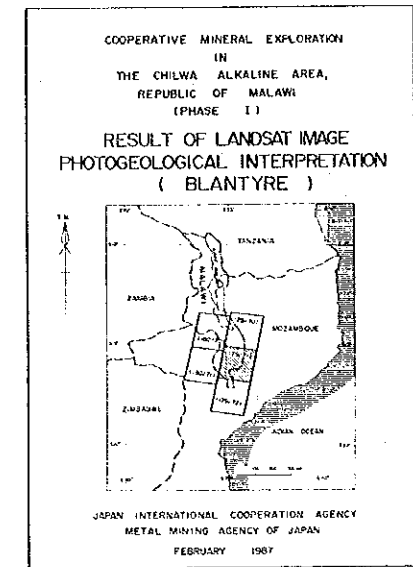 COOPERATIVE MINERAL EXPLORATION
IN
THE CHILWA ALKALINE AREA,
REPUBLIC OF MALAWI
(PHASE I)
RESULT OF LANDSAT IMAGE
PHOTOGEOLOGICAL INTERPRETATION
( BLANTYRE )
TANZANIA
MALAWI
ZAMBIA
MOZAMBIQUE
ZIMBABWE
OCEAN
JAPAN INTERNATIONAL COOPERATION AGENCY
METAL MINING AGENCY OF JAPAN
FEBRUARY 1987